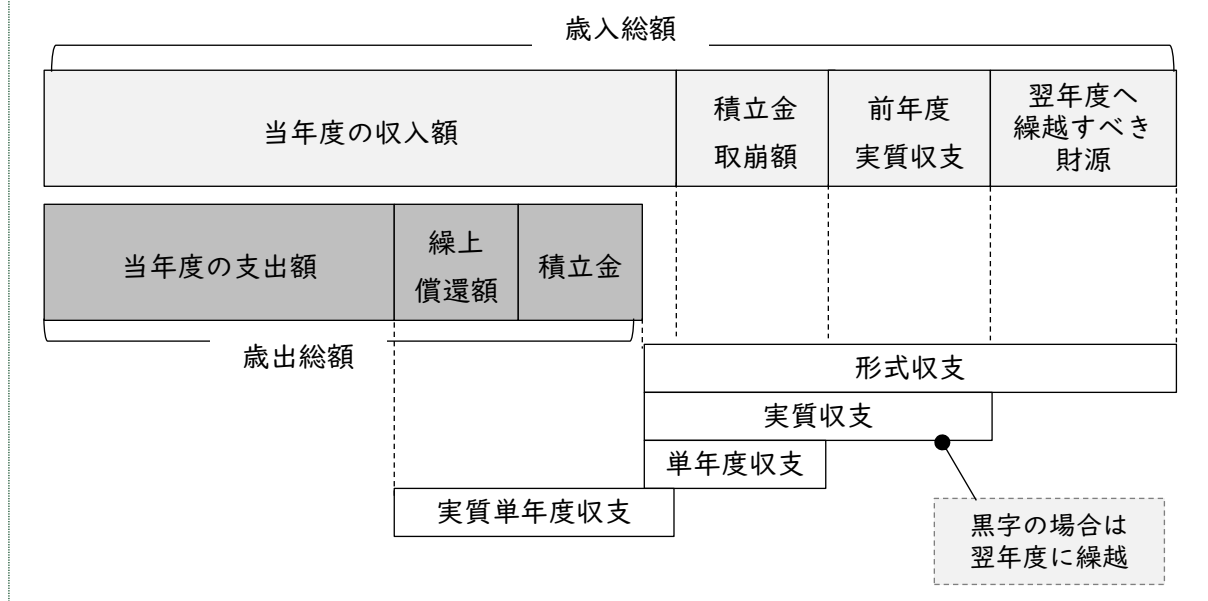 歳入総額
当年度の収入額
積立金
取崩額
前年度
実質収支
翌年度へ
繰越すべき
財源
当年度の支出額
繰上
償還額
積立金
歳出総額
形式収支
実質収支
単年度収支
実質単年度収支
黒字の場合は
翌年度に繰越